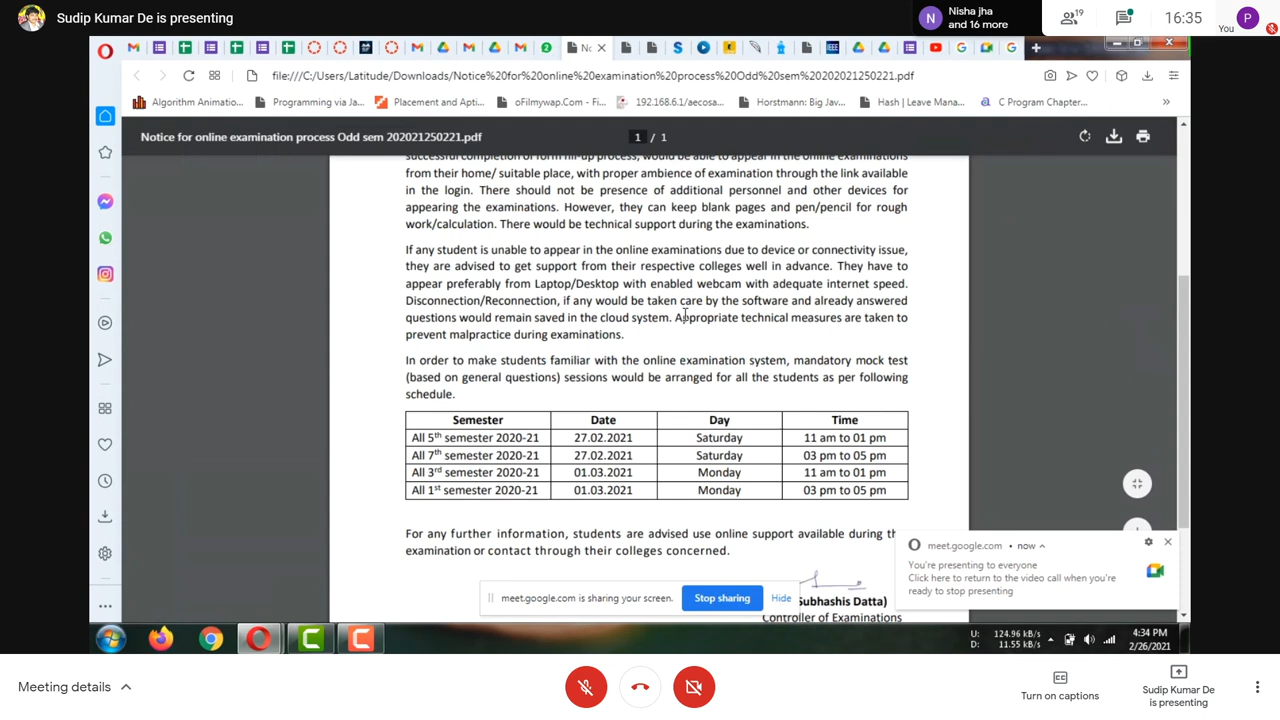 Sudip Kumar De is presenting
Nisha jha
and 16 more
N
19
16:35
You
P
2
No
file:///C:/Users/Latitude/Downloads/Notice%20for%20online%20examination%20process%20Odd%20sem%20202021250221.pdf
Algorithm Animatio...
Programming via Ja...
Placement and Apti...
oFilmywap.Com - Fi...
192.168.6.1/aecosa...
Horstmann: Big Jav...
Hash | Leave Mana...
C Program Chapter...
Notice for online examination process Odd sem 202021250221.pdf
1 / 1
successful completion of form fill-up process, would be able to appear in the online examinations
from their home/ suitable place, with proper ambience of examination through the link available
in the login. There should not be presence of additional personnel and other devices for
appearing the examinations. However, they can keep blank pages and pen/pencil for rough
work/calculation. There would be technical support during the examinations.
If any student is unable to appear in the online examinations due to device or connectivity issue,
they are advised to get support from their respective colleges well in advance. They have to
appear preferably from Laptop/Desktop with enabled webcam with adequate internet speed.
Disconnection/Reconnection, if any would be taken care by the software and already answered
questions would remain saved in the cloud system. Appropriate technical measures are taken to
prevent malpractice during examinations.
In order to make students familiar with the online examination system, mandatory mock test
(based on general questions) sessions would be arranged for all the students as per following
schedule.
Semester Date Day Time
All 5th semester 2020-21 27.02.2021 Saturday 11 am to 01 pm
All 7th semester 2020-21 27.02.2021 Saturday 03 pm to 05 pm
All 3rd semester 2020-21 01.03.2021 Monday 11 am to 01 pm
All 1st semester 2020-21 01.03.2021 Monday 03 pm to 05 pm
For any further information, students are advised use online support available during th
examination or contact through their colleges concerned.
Subhashis Datta)
Controller of Examinations
meet.google.com • now
You're presenting to everyone
Click here to return to the video call when you're
ready to stop presenting
meet.google.com is sharing your screen.
Stop sharing
Hide
U: 124.96 kB/s
D: 11.55 kB/s
4:34 PM
2/26/2021
Meeting details
Turn on captions
Sudip Kumar De
is presenting